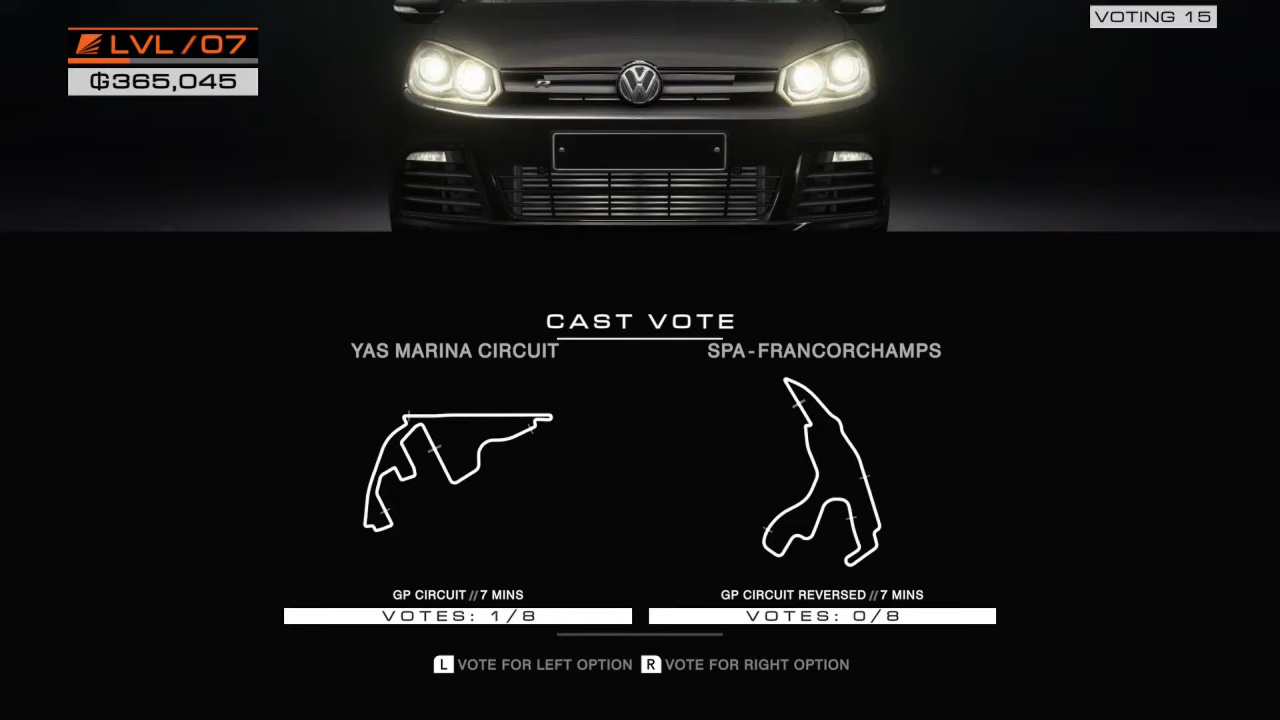 LVL/07
₲365,045
VOTING 15
R
VW
CAST VOTE
YAS MARINA CIRCUIT
SPA-FRANCORCHAMPS
GP CIRCUIT // 7 MINS
GP CIRCUIT REVERSED // 7 MINS
VOTES: 1/8
VOTES: 0/8
L VOTE FOR LEFT OPTION R VOTE FOR RIGHT OPTION